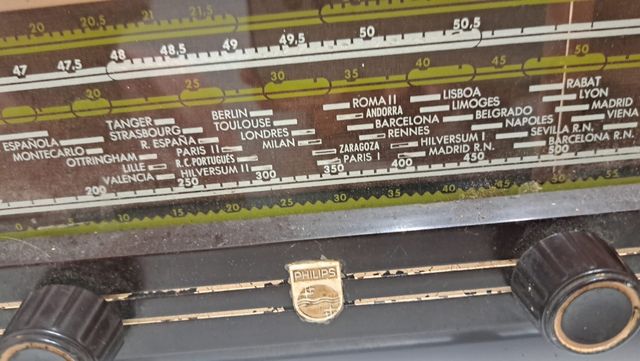 20 21 21,5
47 47,5 48 48,5 49 49,5 50 50,5
20 25 30 35 40 45 50
TANGER BERLIN ROMA II LISBOA RABAT
ESPAÑOLA STRASBOURG TOULOUSE ANDORRA LIMOGES LYON
MONTECARLO R. ESPAÑA LONDRES BARCELONA BELGRADO MADRID
OTTRINGHAM PARIS II MILAN RENNES NAPOLES VIENA
LILLE R.C. PORTUGUÉS ZARAGOZA HILVERSUM I SEVILLA R.N.
VALENCIA HILVERSUM II PARIS I MADRID R.N. BARCELONA R.N.
200 250 300 350 400 450 500
0 5 10 15 20 25 30 35 40 45 50 55
PHILIPS